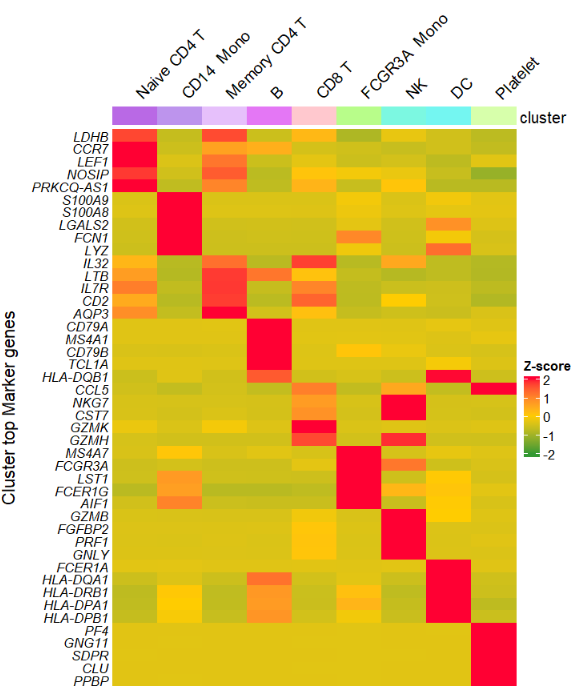 Naive CD4 T
CD14 Mono
Memory CD4 T
B
CD8 T
FCGR3A Mono
NK
DC
Platelet
cluster
Cluster top Marker genes
LDHB
CCR7
LEF1
NOSIP
PRKCQ-AS1
S100A9
S100A8
LGALS2
FCN1
LYZ
IL32
LTB
IL7R
CD2
AQP3
CD79A
MS4A1
CD79B
TCL1A
HLA-DQB1
CCL5
NKG7
CST7
GZMK
GZMH
MS4A7
FCGR3A
LST1
FCER1G
AIF1
GZMB
FGFBP2
PRF1
GNLY
FCER1A
HLA-DQA1
HLA-DRB1
HLA-DPA1
HLA-DPB1
PF4
GNG11
SDPR
CLU
PPBP
Z-score
2
1
0
-1
-2